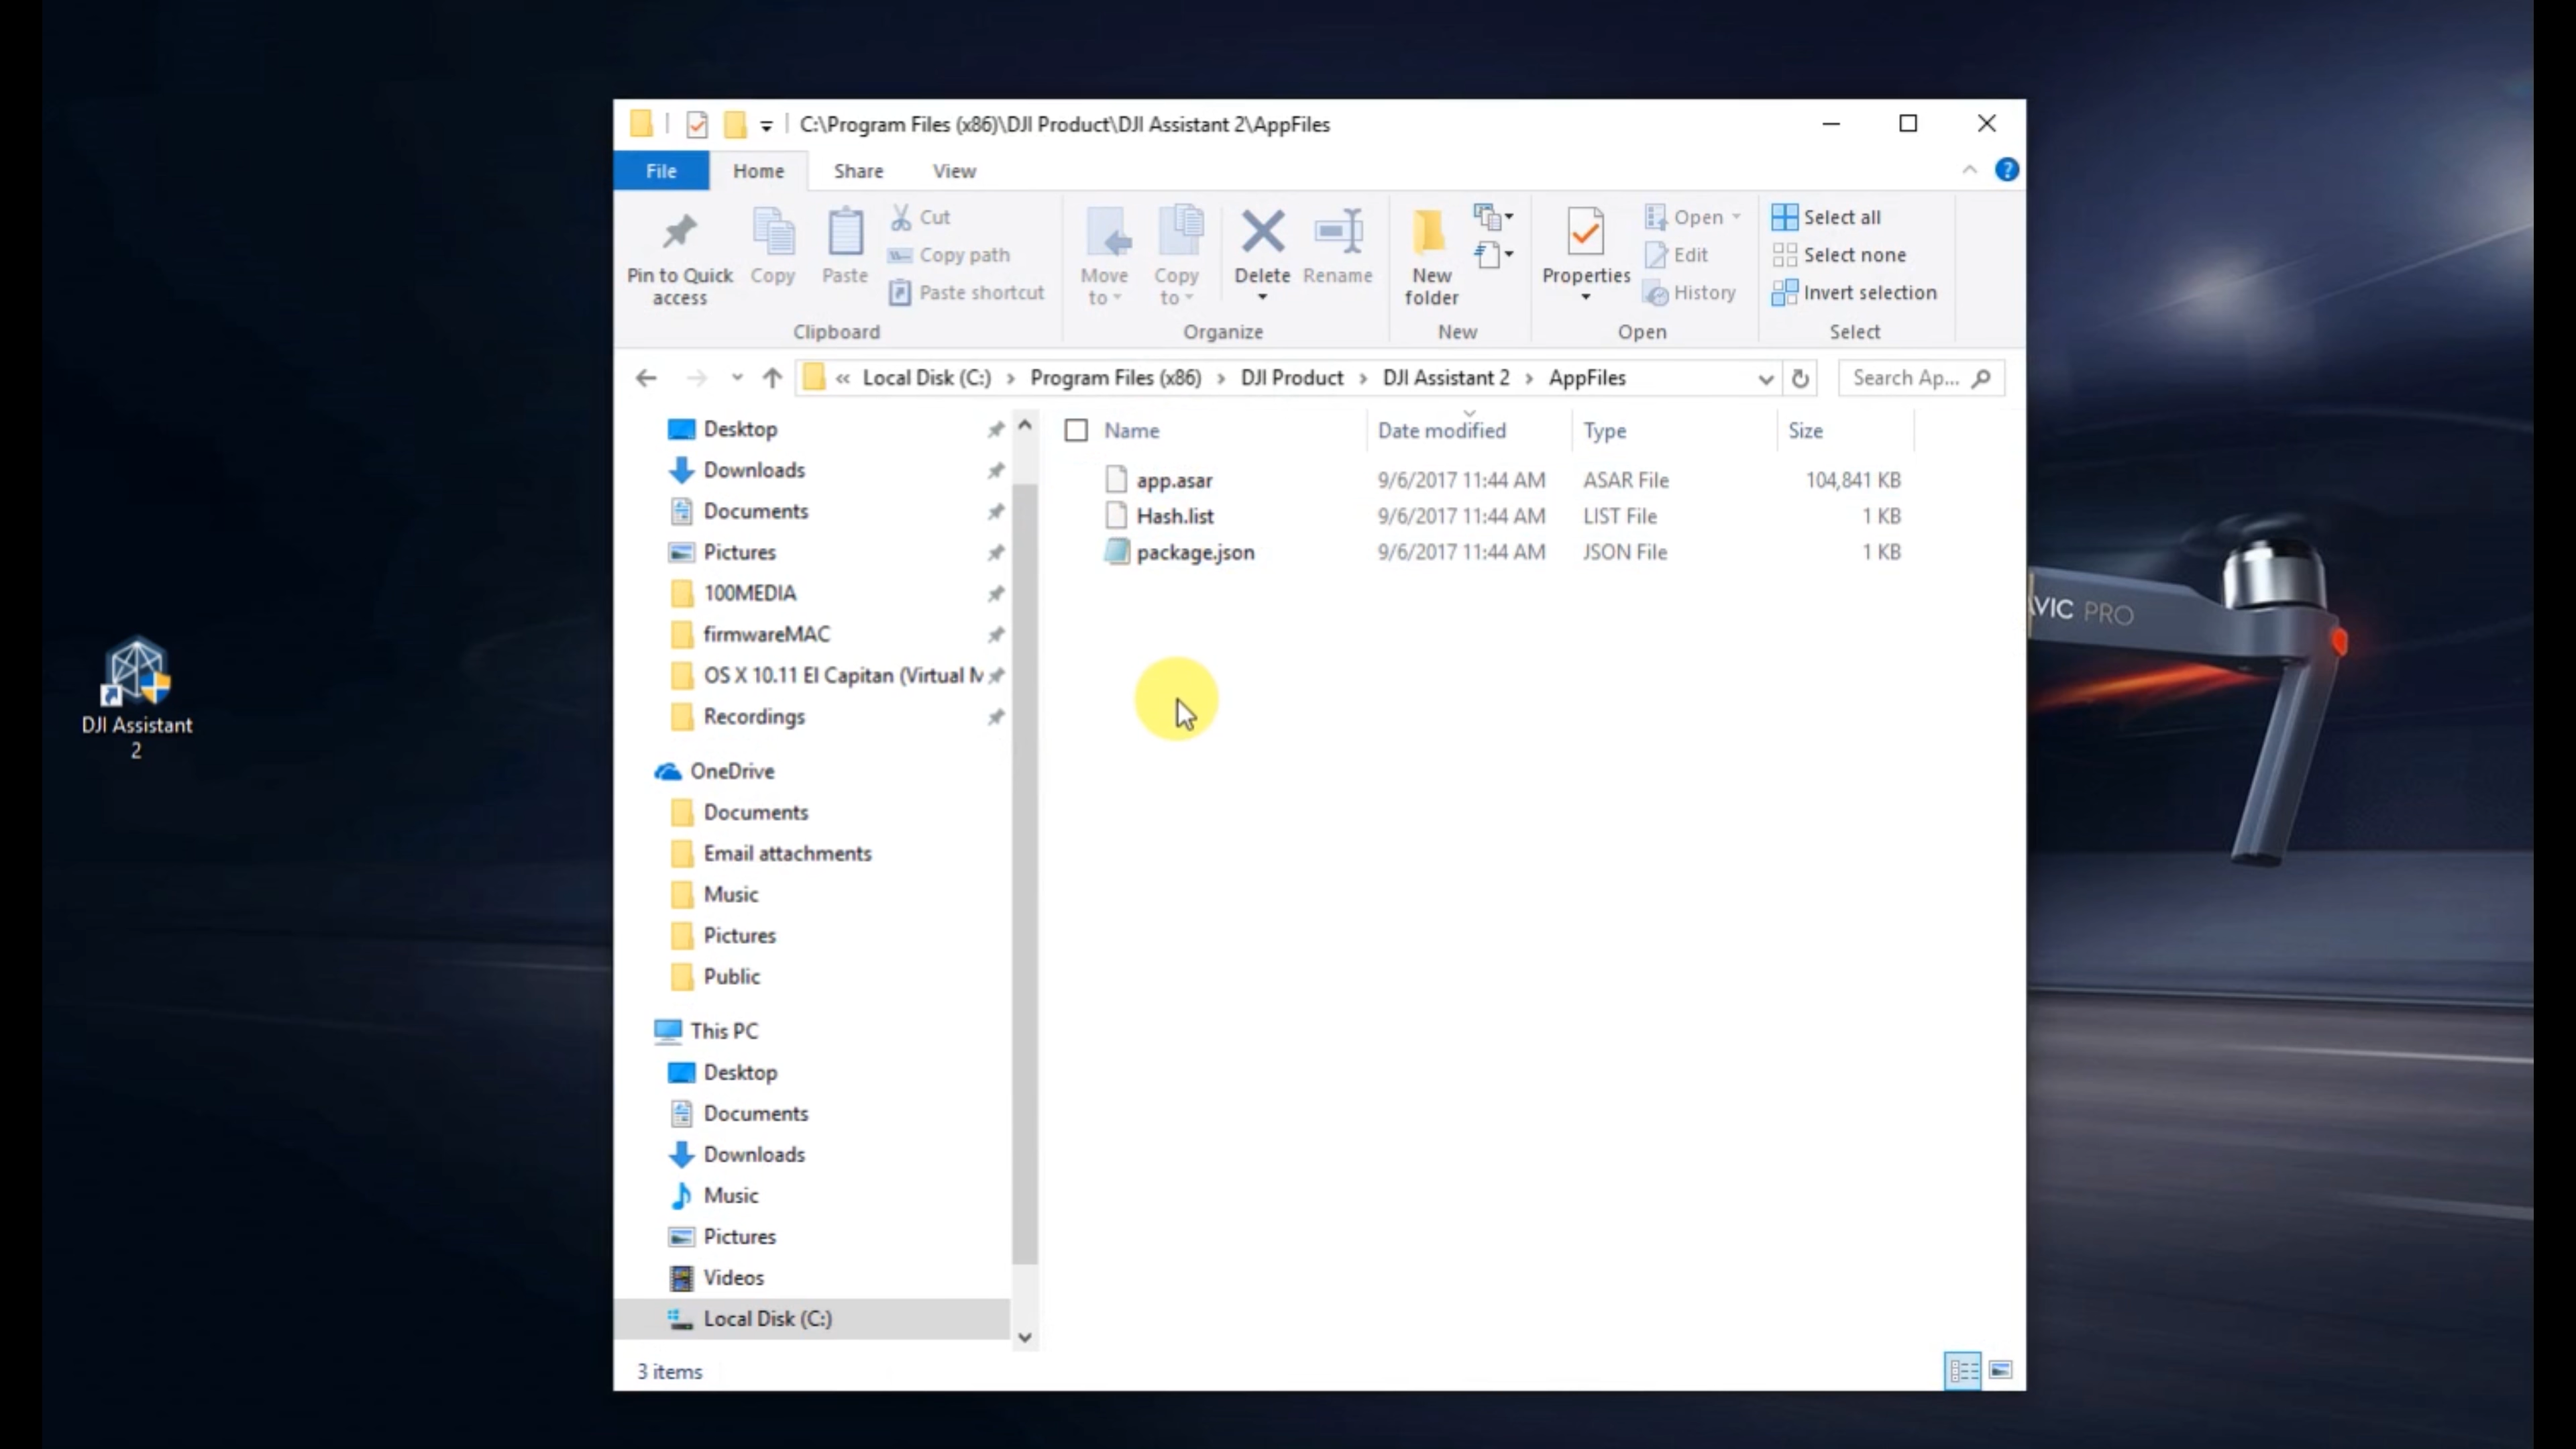 C:\Program Files (x86)\DJI Product\DJI Assistant 2\AppFiles
File Home Share View
Pin to Quick access
Copy
Paste
Cut
Copy path
Paste shortcut
Clipboard
Move to
Copy to
Delete
Rename
Organize
New folder
New
Properties
Open
Edit
History
Open
Select all
Select none
Invert selection
Select
« Local Disk (C:) › Program Files (x86) › DJI Product › DJI Assistant 2 › AppFiles
Search Ap...
Desktop
Downloads
Documents
Pictures
100MEDIA
firmwareMAC
OS X 10.11 El Capitan (Virtual M
Recordings
OneDrive
Documents
Email attachments
Music
Pictures
Public
This PC
Desktop
Documents
Downloads
Music
Pictures
Videos
Local Disk (C:)
Name Date modified Type Size
app.asar 9/6/2017 11:44 AM ASAR File 104,841 KB
Hash.list 9/6/2017 11:44 AM LIST File 1 KB
package.json 9/6/2017 11:44 AM JSON File 1 KB
3 items
DJI Assistant
2
AVIC PRO